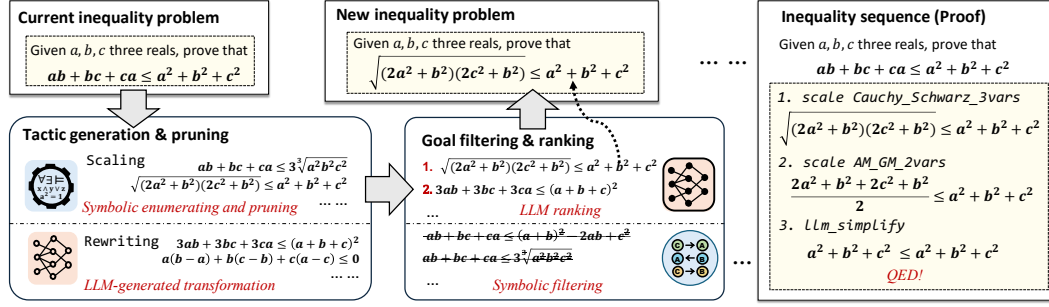 Current inequality problem
Given a, b, c three reals, prove that
ab + bc + ca ≤ a² + b² + c²
New inequality problem
Given a, b, c three reals, prove that
√((2a² + b²)(2c² + b²)) ≤ a² + b² + c²
... ...
Tactic generation & pruning
Scaling
∀∃⊨
x∧y∨z
a²=1
ab + bc + ca ≤ 3∛(a²b²c²)
√((2a² + b²)(2c² + b²)) ≤ a² + b² + c²
... ...
Symbolic enumerating and pruning
Rewriting
3ab + 3bc + 3ca ≤ (a + b + c)²
a(b − a) + b(c − b) + c(a − c) ≤ 0
... ...
LLM-generated transformation
Goal filtering & ranking
1. √((2a² + b²)(2c² + b²)) ≤ a² + b² + c²
2. 3ab + 3bc + 3ca ≤ (a + b + c)²
...
LLM ranking
ab + bc + ca ≤ (a + b)² − 2ab + c²
ab + bc + ca ≤ 3∛(a²b²c²)
...
Symbolic filtering
C → A
A ← B
C → B
...
Inequality sequence (Proof)
Given a, b, c three reals, prove that
ab + bc + ca ≤ a² + b² + c²
1. scale Cauchy_Schwarz_3vars
√((2a² + b²)(2c² + b²)) ≤ a² + b² + c²
2. scale AM_GM_2vars
(2a² + b² + 2c² + b²)/2 ≤ a² + b² + c²
3. llm_simplify
a² + b² + c² ≤ a² + b² + c²
QED!